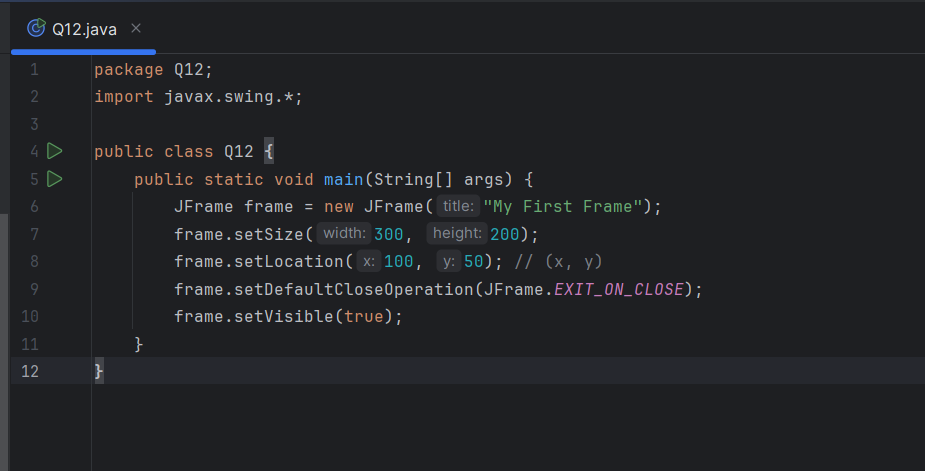 Q12.java
1 package Q12;
2 import javax.swing.*;
3
4 public class Q12 {
5     public static void main(String[] args) {
6         JFrame frame = new JFrame( title: "My First Frame");
7         frame.setSize( width: 300, height: 200);
8         frame.setLocation( x: 100, y: 50); // (x, y)
9         frame.setDefaultCloseOperation(JFrame.EXIT_ON_CLOSE);
10         frame.setVisible(true);
11     }
12 }